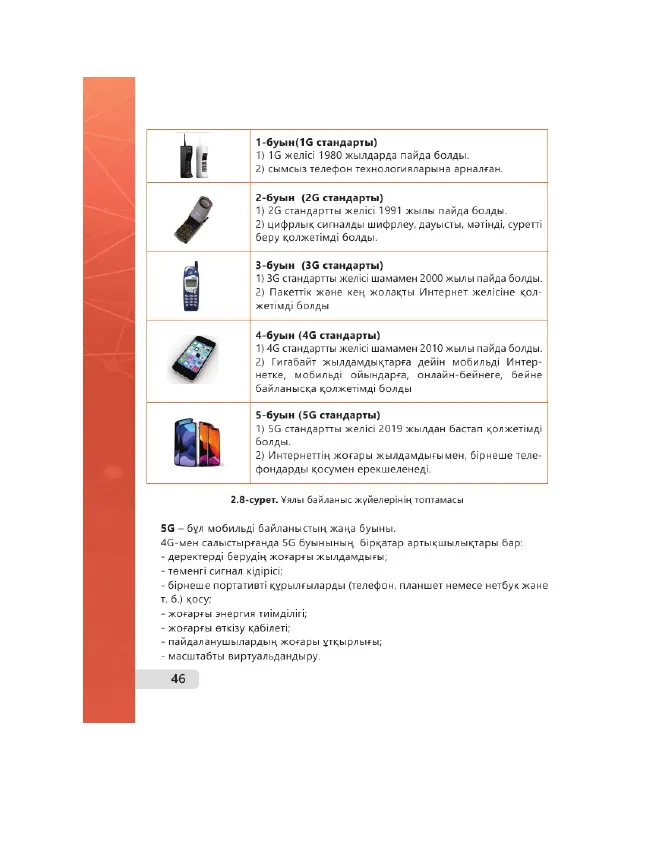 1-буын(1G стандарты)
1) 1G желісі 1980 жылдарда пайда болды.
2) сымсыз телефон технологияларына арналған.
2-буын (2G стандарты)
1) 2G стандартты желісі 1991 жылы пайда болды.
2) цифрлық сигналды шифрлеу, дауысты, мәтінді, суретті
беру қолжетімді болды.
3-буын (3G стандарты)
1) 3G стандартты желісі шамамен 2000 жылы пайда болды.
2) Пакеттік және кең жолақты Интернет желісіне қол-
жетімді болды
4-буын (4G стандарты)
1) 4G стандартты желісі шамамен 2010 жылы пайда болды.
2) Гигабайт жылдамдықтарға дейін мобильді Интер-
нетке, мобильді ойындарға, онлайн-бейнеге, бейне
байланысқа қолжетімді болды
5-буын (5G стандарты)
1) 5G стандартты желісі 2019 жылдан бастап қолжетімді
болды.
2) Интернеттің жоғары жылдамдығымен, бірнеше теле-
фондарды қосумен ерекшеленеді.
2.8-сурет. Ұялы байланыс жүйелерінің топтамасы
5G – бұл мобильді байланыстың жаңа буыны.
4G-мен салыстырғанда 5G буынының бірқатар артықшылықтары бар:
- деректерді берудің жоғарғы жылдамдығы;
- төменгі сигнал кідірісі;
- бірнеше портативті құрылғыларды (телефон, планшет немесе нетбук және
т. б.) қосу;
- жоғарғы энергия тиімділігі;
- жоғарғы өткізу қабілеті;
- пайдаланушылардың жоғары ұтқырлығы;
- масштабты виртуальдандыру.
46